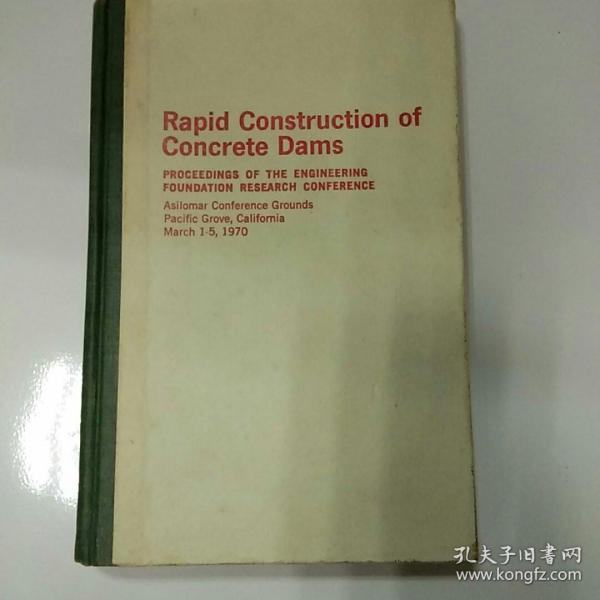 Rapid Construction of
Concrete Dams
PROCEEDINGS OF THE ENGINEERING
FOUNDATION RESEARCH CONFERENCE
Asilomar Conference Grounds
Pacific Grove, California
March 1-5, 1970
孔夫子旧书网
www.kongfz.com